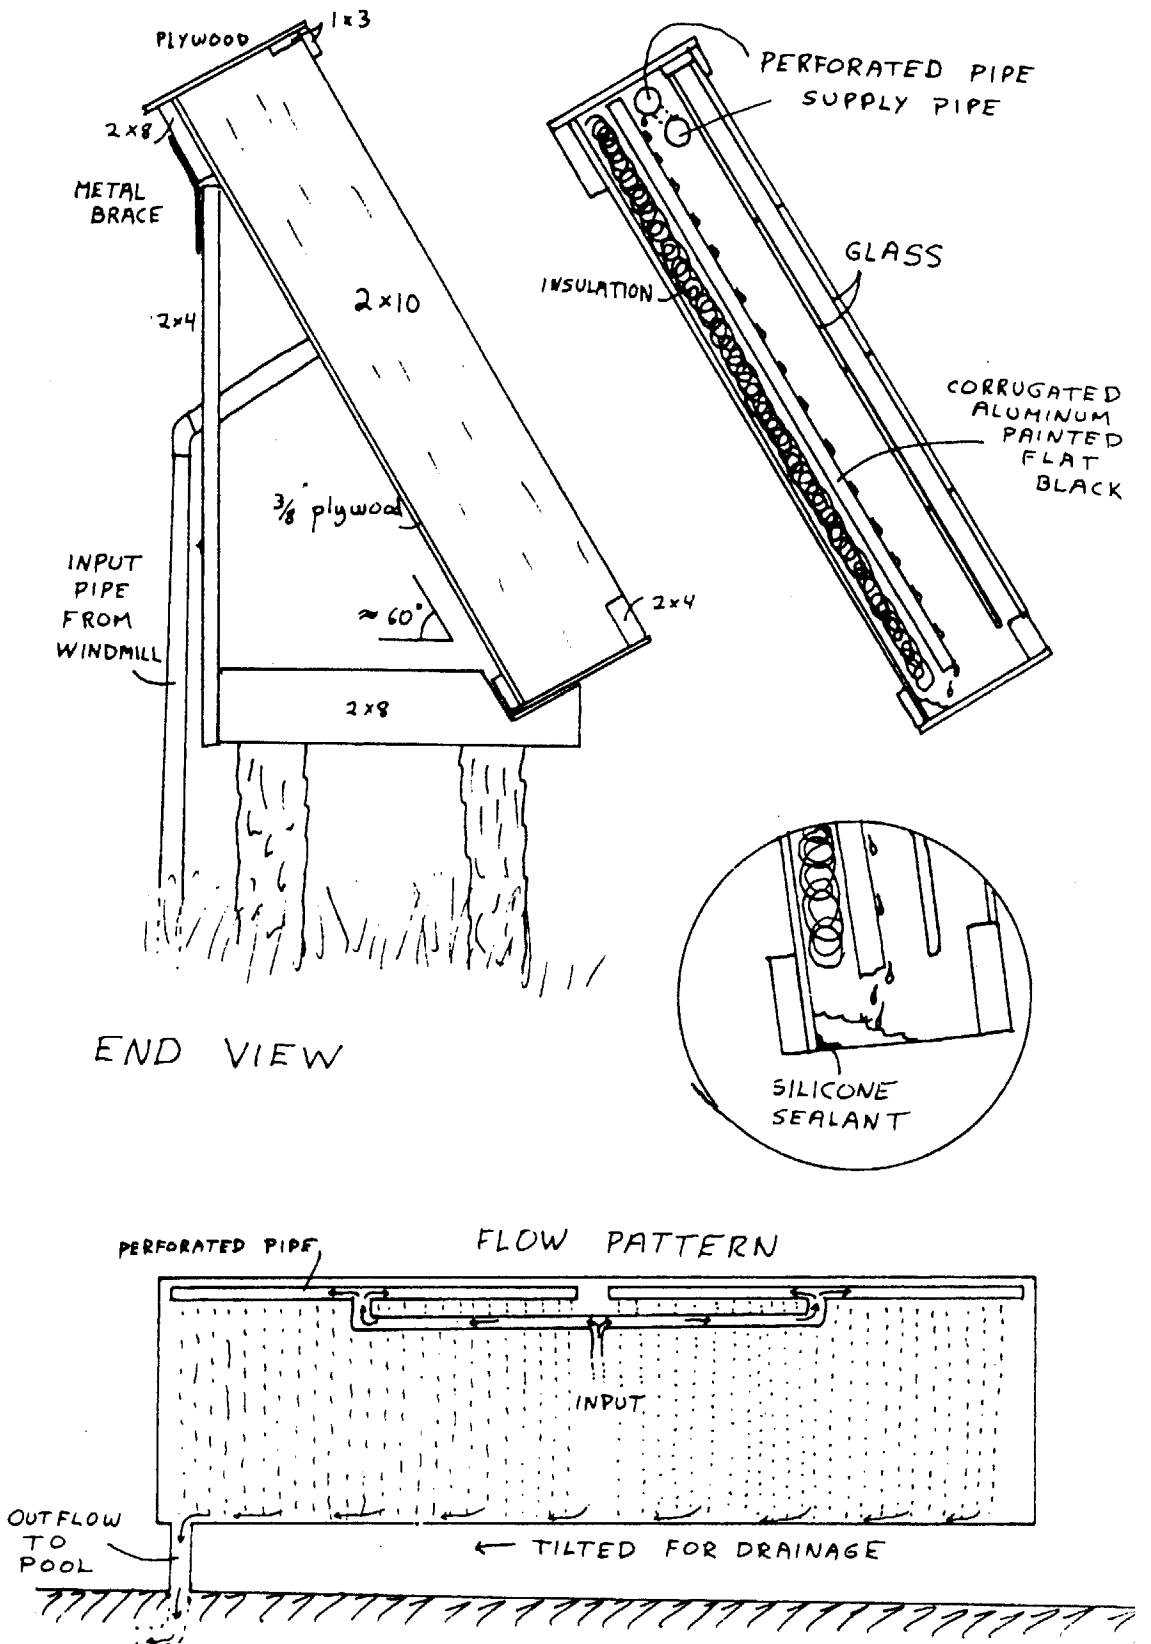 PLYWOOD
1x3
2x8
METAL
BRACE
2x4
2x10
3/8" plywood
≈ 60°
2x4
INPUT
PIPE
FROM
WINDMILL
2x8
PERFORATED PIPE
SUPPLY PIPE
INSULATION
GLASS
CORRUGATED
ALUMINUM
PAINTED
FLAT
BLACK
END VIEW
SILICONE
SEALANT
FLOW PATTERN
PERFORATED PIPE
INPUT
OUTFLOW
TO
POOL
← TILTED FOR DRAINAGE